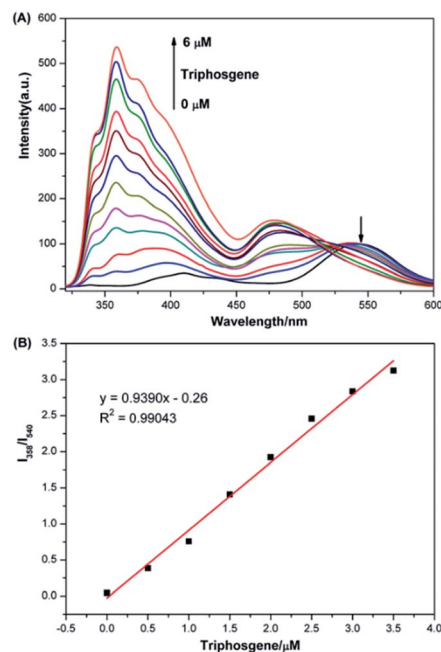 (A)
600
500
400
300
200
100
0
Intensity(a.u.)
6 μM
Triphosgene
0 μM
350 400 450 500 550 600
Wavelength/nm
(B)
3.5
3.0
2.5
2.0
1.5
1.0
0.5
0.0
I358/I540
y = 0.9390x - 0.26
R2 = 0.99043
-0.5 0.0 0.5 1.0 1.5 2.0 2.5 3.0 3.5 4.0
Triphosgene/μM